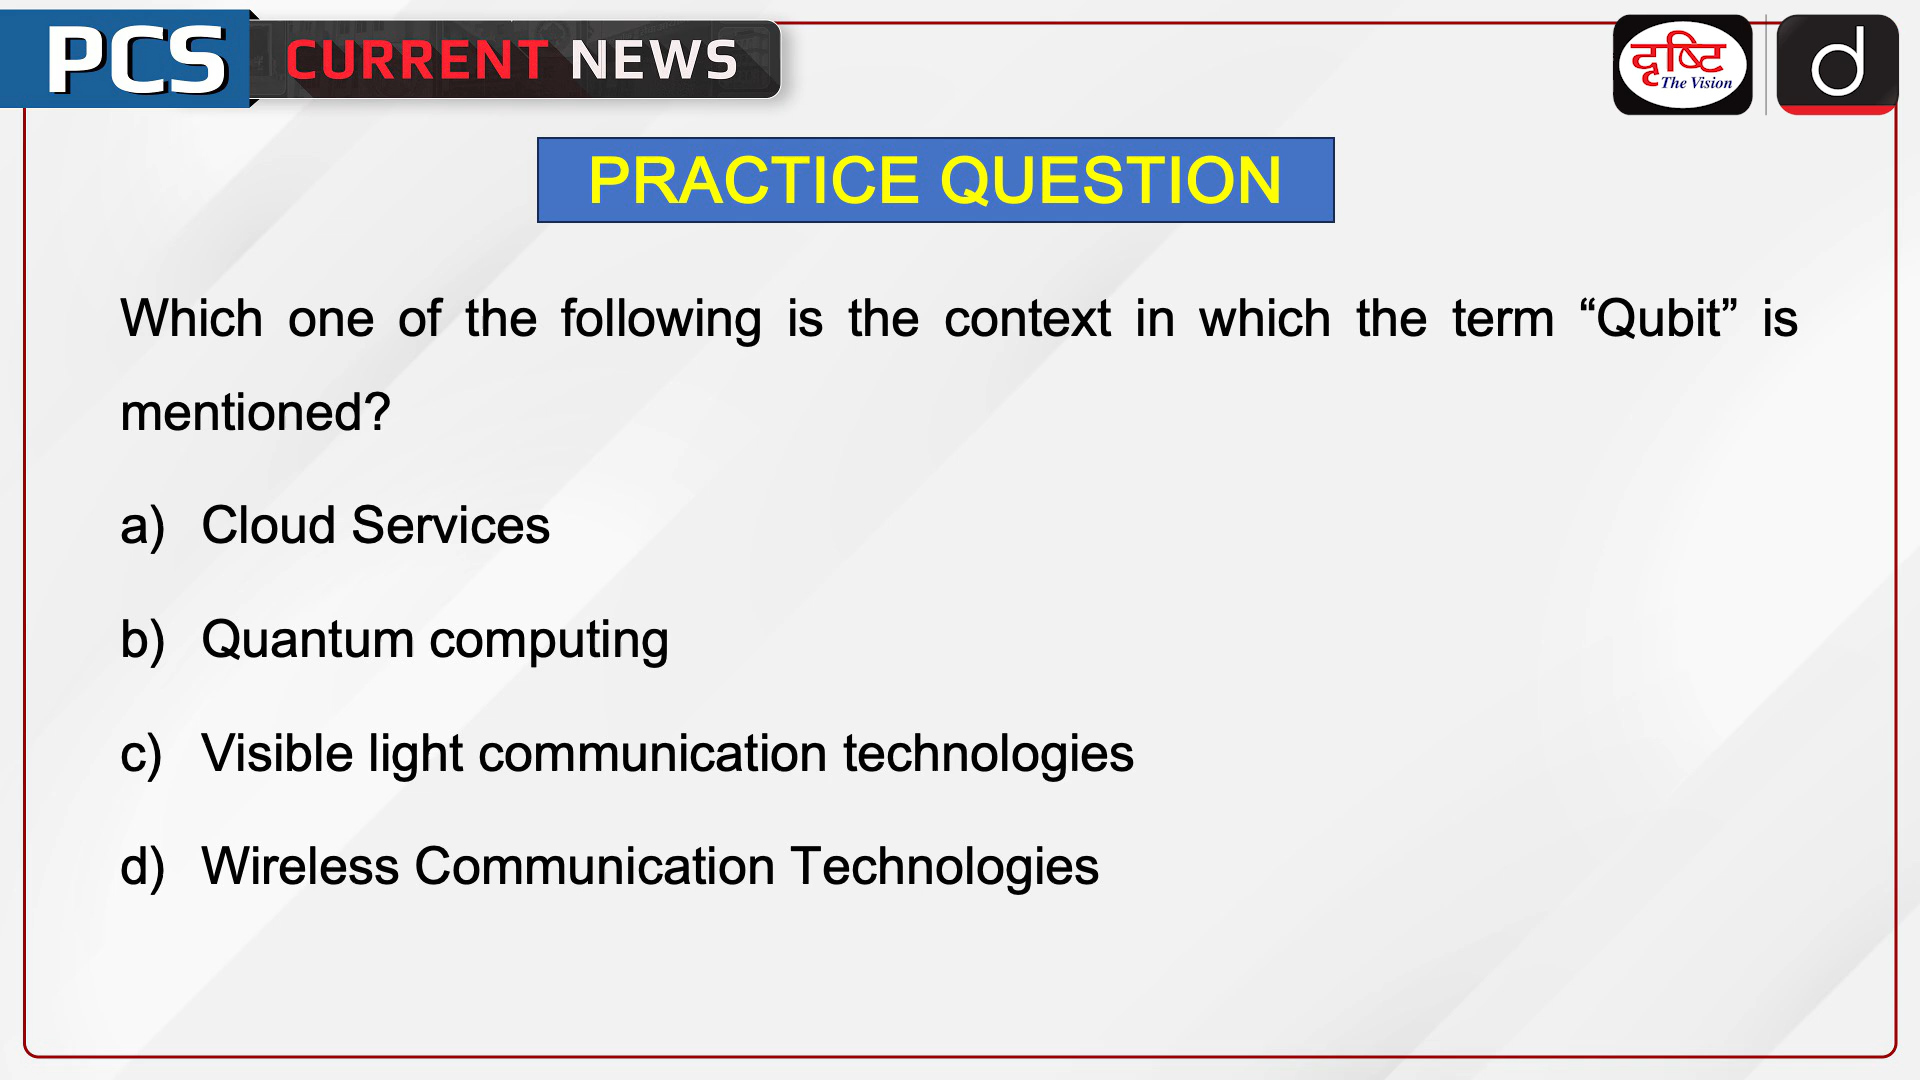 PCS CURRENT NEWS
दृष्टि
The Vision
d
PRACTICE QUESTION
Which one of the following is the context in which the term “Qubit” is
mentioned?
a) Cloud Services
b) Quantum computing
c) Visible light communication technologies
d) Wireless Communication Technologies